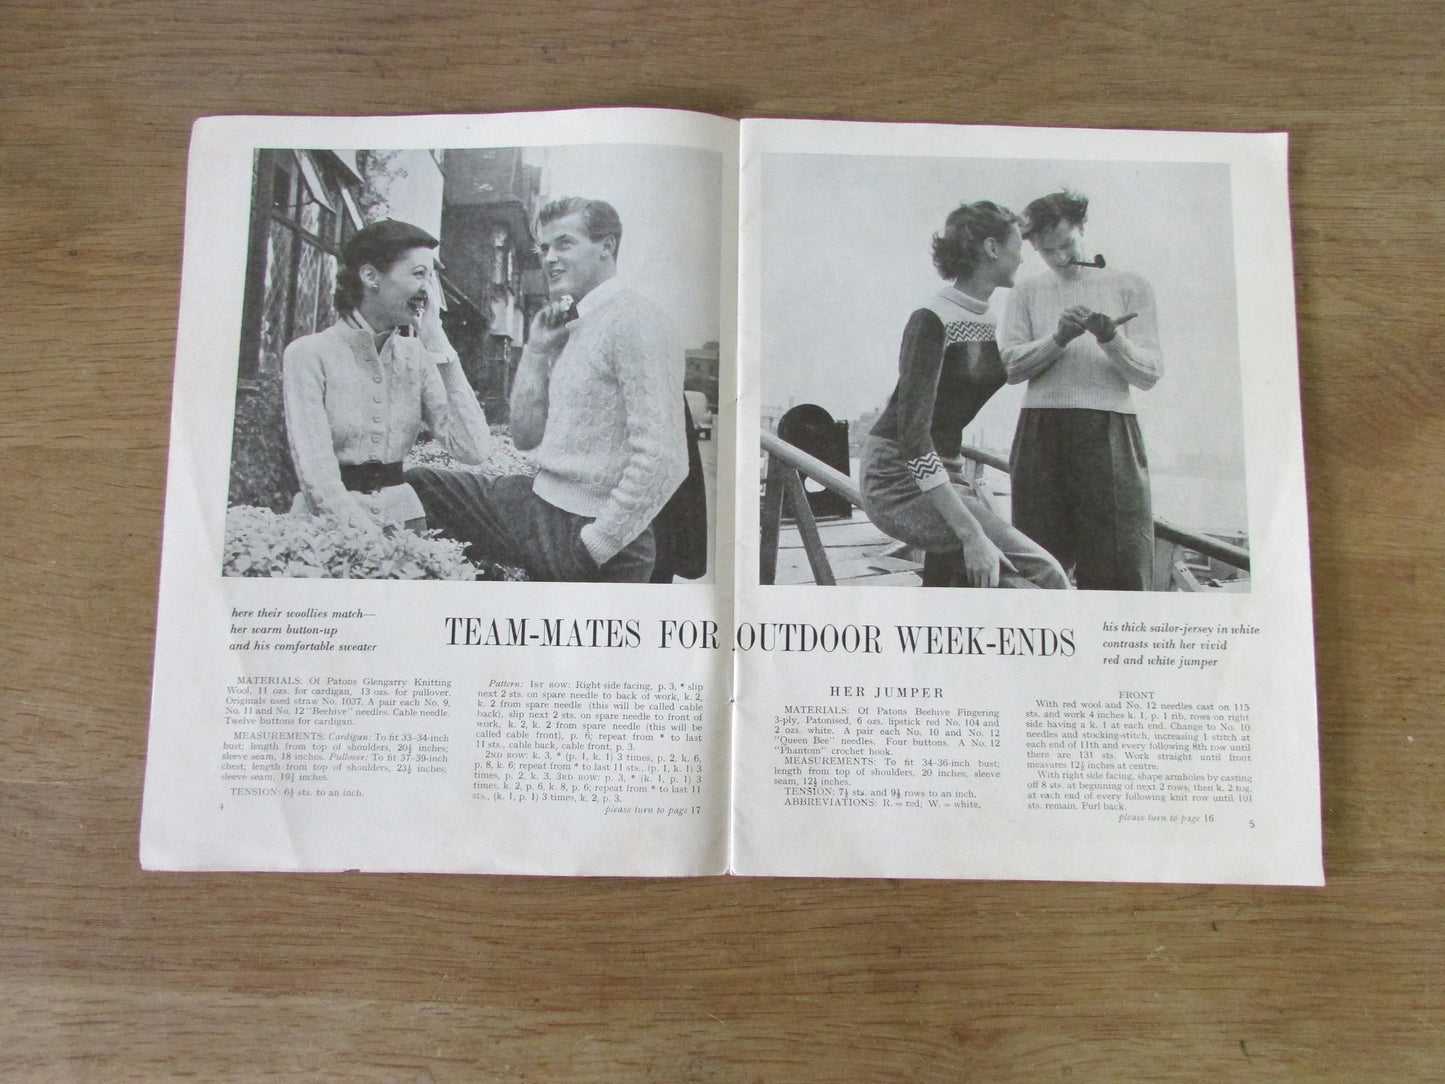 here their woollies match—
her warm button-up
and his comfortable sweater
TEAM-MATES FOR OUTDOOR WEEK-ENDS
his thick sailor-jersey in white
contrasts with her vivid
red and white jumper
MATERIALS: Of Patons Glengarry Knitting
Wool, 11 ozs. for cardigan, 13 ozs. for pullover.
Originals used straw No. 1037. A pair each No. 9,
No. 11 and No. 12 "Beehive" needles. Cable needle.
Twelve buttons for cardigan.
MEASUREMENTS: Cardigan: To fit 33-34-inch
bust; length from top of shoulders, 20½ inches;
sleeve seam, 18 inches. Pullover: To fit 37-39-inch
chest; length from top of shoulders, 23½ inches;
sleeve seam, 19½ inches.
TENSION: 6½ sts. to an inch.
4
Pattern: 1ST ROW: Right side facing, p. 3, * slip
next 2 sts. on spare needle to back of work, k. 2,
k. 2 from spare needle (this will be called cable
back), slip next 2 sts. on spare needle to front of
work, k. 2, k. 2 from spare needle (this will be
called cable front), p. 6; repeat from * to last
11 sts., cable back, cable front, p. 3.
2ND ROW: k. 3, * (p. 1, k. 1) 3 times, p. 2, k. 6,
p. 8, k. 6; repeat from * to last 11 sts., (p. 1, k. 1) 3
times, p. 2, k. 3. 3RD ROW: p. 3, * (k. 1, p. 1) 3
times, k. 2, p. 6, k. 8, p. 6; repeat from * to last 11
sts., (k. 1, p. 1) 3 times, k. 2, p. 3.
please turn to page 17
HER JUMPER
MATERIALS: Of Patons Beehive Fingering
3-ply, Patonised, 6 ozs. lipstick red No. 104 and
2 ozs. white. A pair each No. 10 and No. 12
"Queen Bee" needles. Four buttons. A No. 12
"Phantom" crochet hook.
MEASUREMENTS: To fit 34-36-inch bust;
length from top of shoulders, 20 inches; sleeve
seam, 12½ inches.
TENSION: 7½ sts. and 9½ rows to an inch.
ABBREVIATIONS: R. = red; W. = white.
FRONT
With red wool and No. 12 needles cast on 115
sts. and work 4 inches k. 1, p. 1 rib, rows on right
side having a k. 1 at each end. Change to No. 10
needles and stocking-stitch, increasing 1 stitch at
each end of 11th and every following 8th row until
there are 131 sts. Work straight until front
measures 12½ inches at centre.
With right side facing, shape armholes by casting
off 8 sts. at beginning of next 2 rows, then k. 2 tog.
at each end of every following knit row until 101
sts. remain. Purl back.
please turn to page 16
5